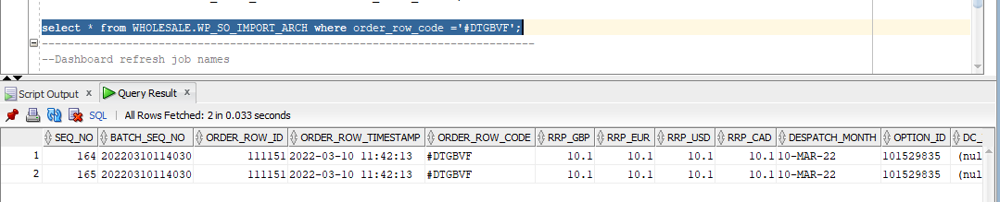 select * from WHOLESALE.WP_SO_IMPORT_ARCH where order_row_code ='#DTGBVF';
--------------------------------------------------------------------------
--Dashboard refresh job names
Script Output x Query Result x
SQL | All Rows Fetched: 2 in 0.033 seconds
SEQ_NO BATCH_SEQ_NO ORDER_ROW_ID ORDER_ROW_TIMESTAMP ORDER_ROW_CODE RRP_GBP RRP_EUR RRP_USD RRP_CAD DESPATCH_MONTH OPTION_ID DC_
1 164 20220310114030 111151 2022-03-10 11:42:13 #DTGBVF 10.1 10.1 10.1 10.1 10-MAR-22 101529835 (nul
2 165 20220310114030 111151 2022-03-10 11:42:13 #DTGBVF 10.1 10.1 10.1 10.1 10-MAR-22 101529835 (nul